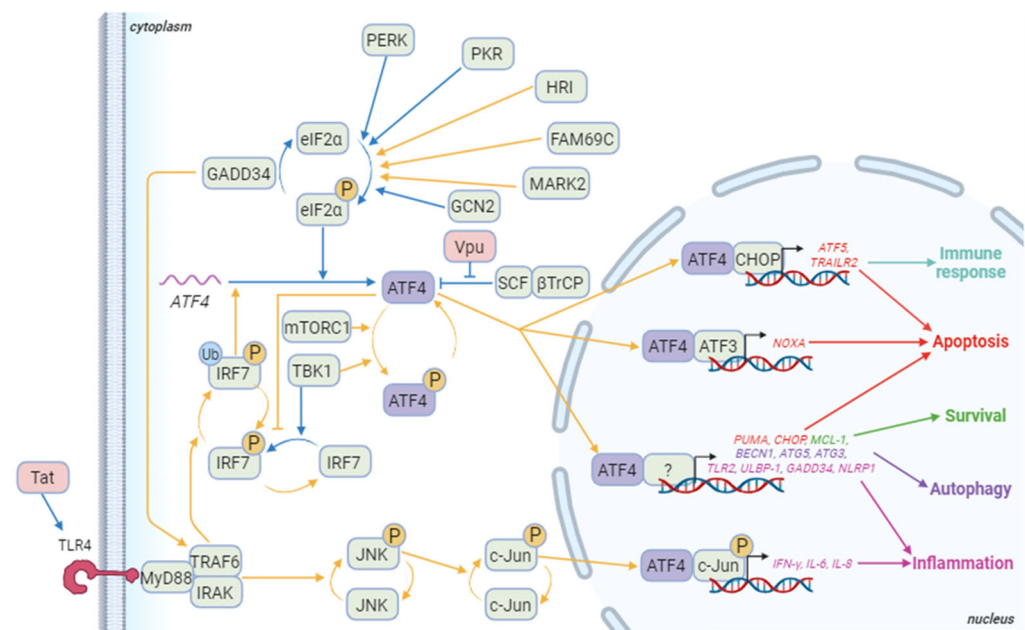 cytoplasm
PERK
PKR
HRI
eIF2α
FAM69C
GADD34
MARK2
P
eIF2α
GCN2
Vpu
ATF4
CHOP
ATF5,
TRAILR2
Immune
response
ATF4
ATF4
SCF
βTrCP
mTORC1
ATF4
ATF3
NOXA
Apoptosis
Ub
P
IRF7
TBK1
P
ATF4
Survival
P
IRF7
IRF7
PUMA, CHOP, MCL-1,
BECN1, ATG5, ATG3,
TLR2, ULBP-1, GADD34, NLRP1
ATF4
?
Autophagy
Tat
TLR4
MyD88
TRAF6
IRAK
P
JNK
JNK
P
c-Jun
c-Jun
P
ATF4
c-Jun
IFN-γ, IL-6, IL-8
Inflammation
nucleus